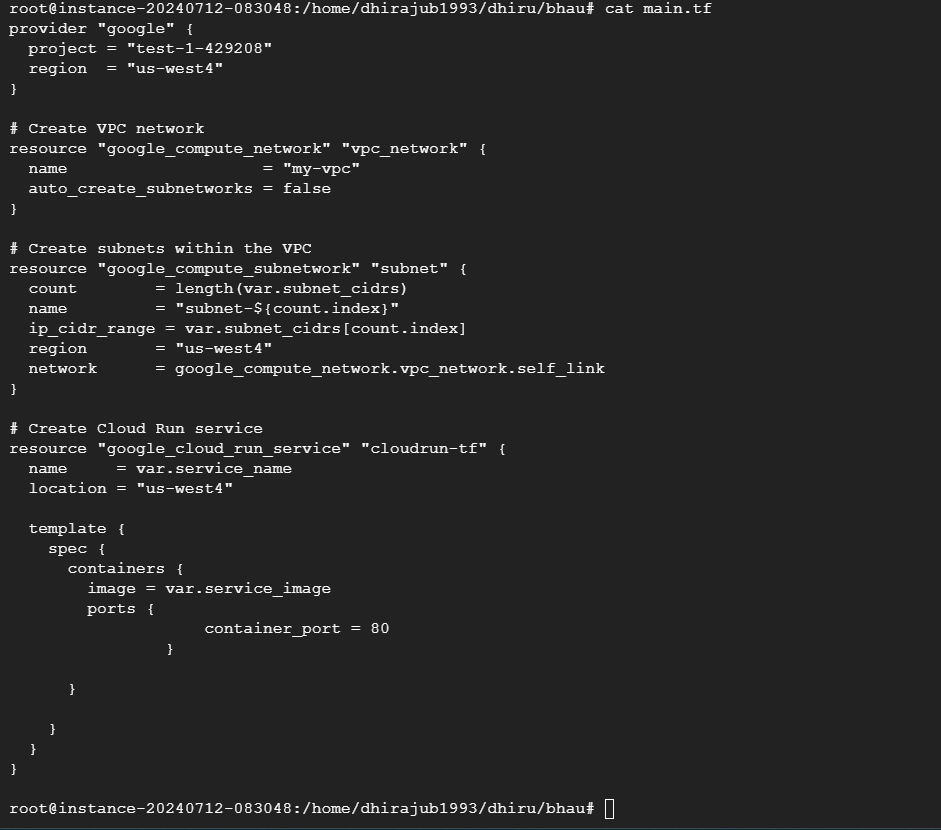 root@instance-20240712-083048:/home/dhirajub1993/dhiru/bhau# cat main.tf
provider "google" {
  project = "test-1-429208"
  region  = "us-west4"
}

# Create VPC network
resource "google_compute_network" "vpc_network" {
  name                    = "my-vpc"
  auto_create_subnetworks = false
}

# Create subnets within the VPC
resource "google_compute_subnetwork" "subnet" {
  count        = length(var.subnet_cidrs)
  name         = "subnet-${count.index}"
  ip_cidr_range = var.subnet_cidrs[count.index]
  region       = "us-west4"
  network      = google_compute_network.vpc_network.self_link
}

# Create Cloud Run service
resource "google_cloud_run_service" "cloudrun-tf" {
  name     = var.service_name
  location = "us-west4"

  template {
    spec {
      containers {
        image = var.service_image
        ports {
                    container_port = 80
                }

      }

    }
  }
}

root@instance-20240712-083048:/home/dhirajub1993/dhiru/bhau#